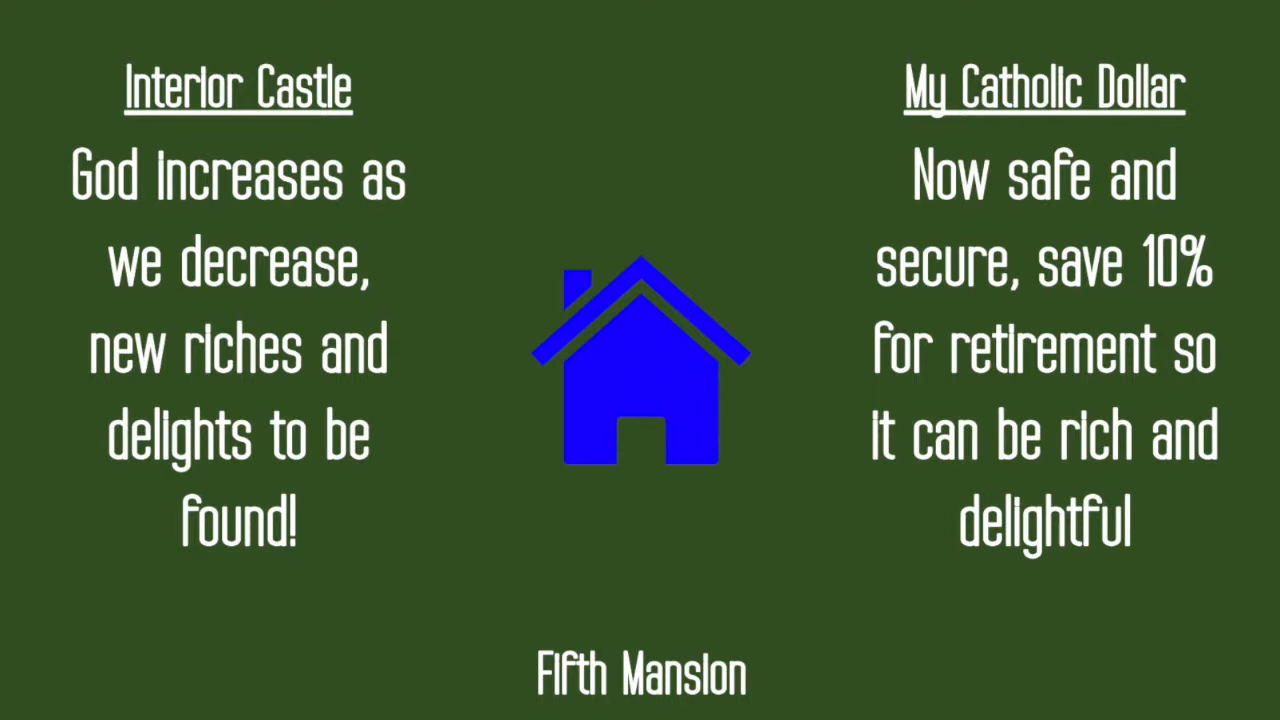 Interior Castle
God increases as
we decrease,
new riches and
delights to be
found!
My Catholic Dollar
Now safe and
secure, save 10%
for retirement so
it can be rich and
delightful
Fifth Mansion